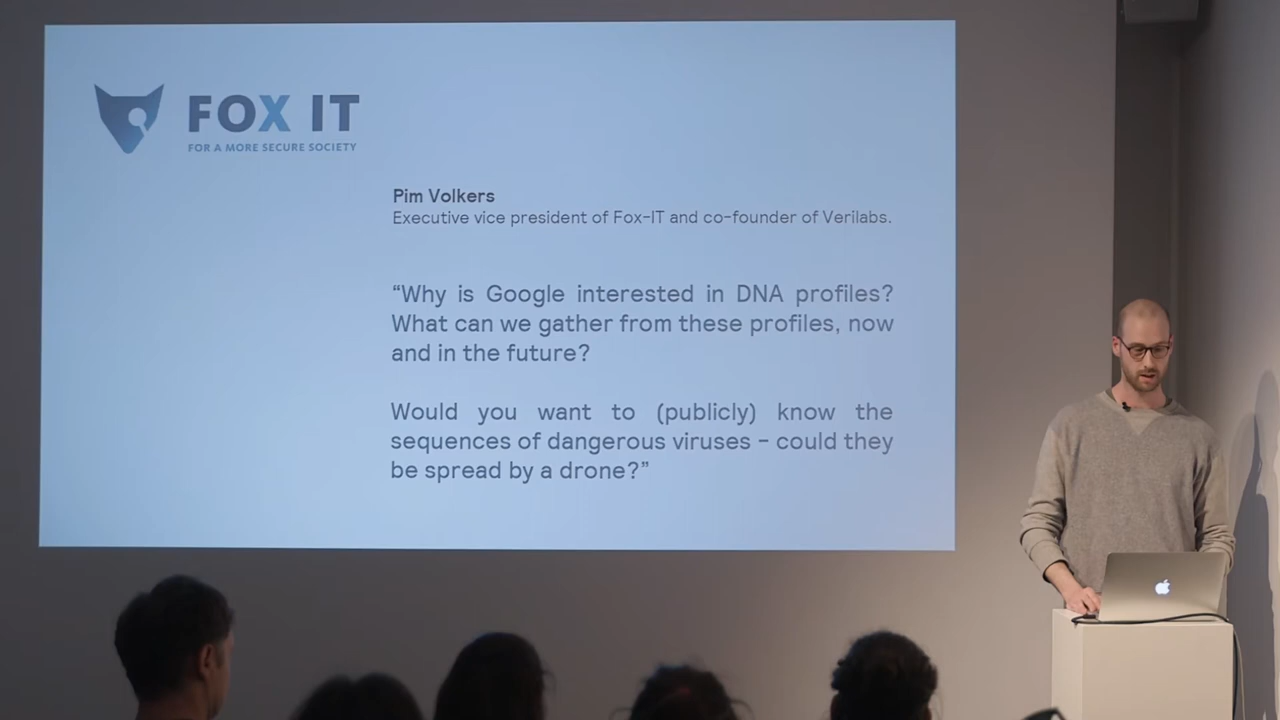 FOX IT
FOR A MORE SECURE SOCIETY
Pim Volkers
Executive vice president of Fox-IT and co-founder of Verilabs.
“Why is Google interested in DNA profiles?
What can we gather from these profiles, now
and in the future?
Would you want to (publicly) know the
sequences of dangerous viruses – could they
be spread by a drone?”